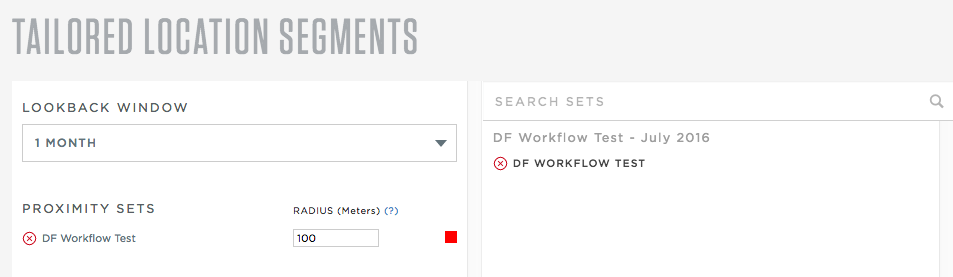 TAILORED LOCATION SEGMENTS
LOOKBACK WINDOW
1 MONTH
PROXIMITY SETS
RADIUS (Meters) (?)
DF Workflow Test
100
SEARCH SETS
DF Workflow Test - July 2016
DF WORKFLOW TEST